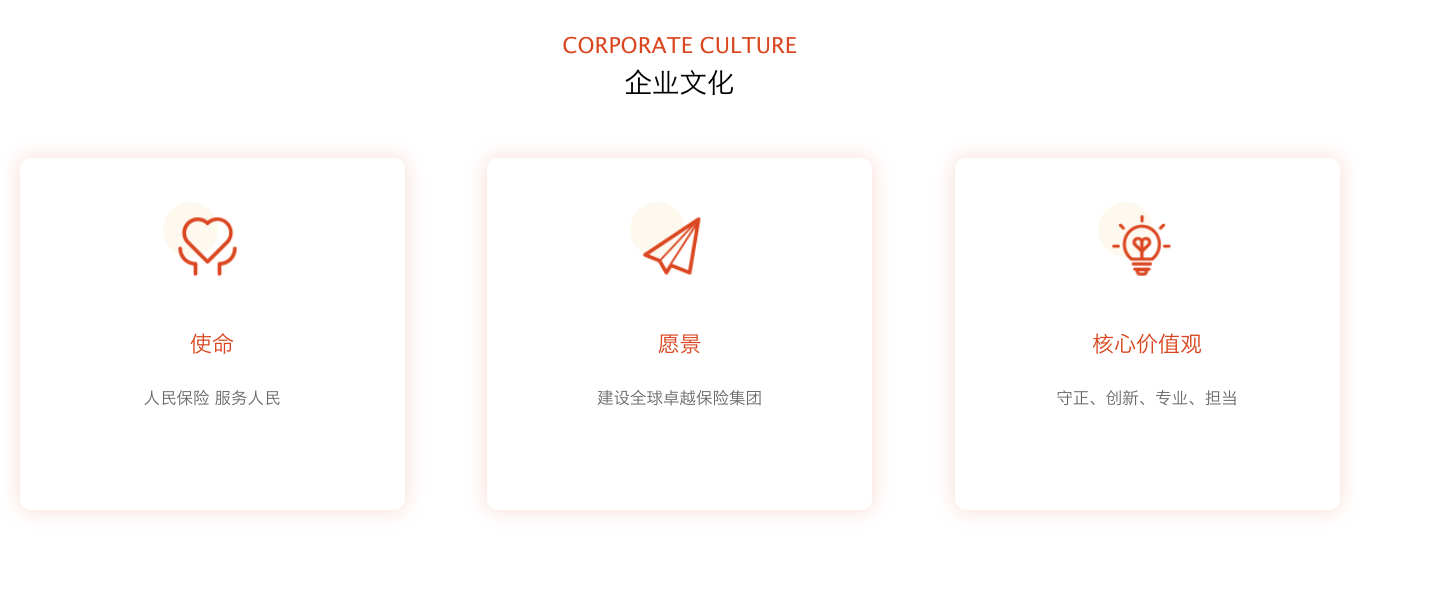 CORPORATE CULTURE
企业文化
使命
人民保险 服务人民
愿景
建设全球卓越保险集团
核心价值观
守正、创新、专业、担当